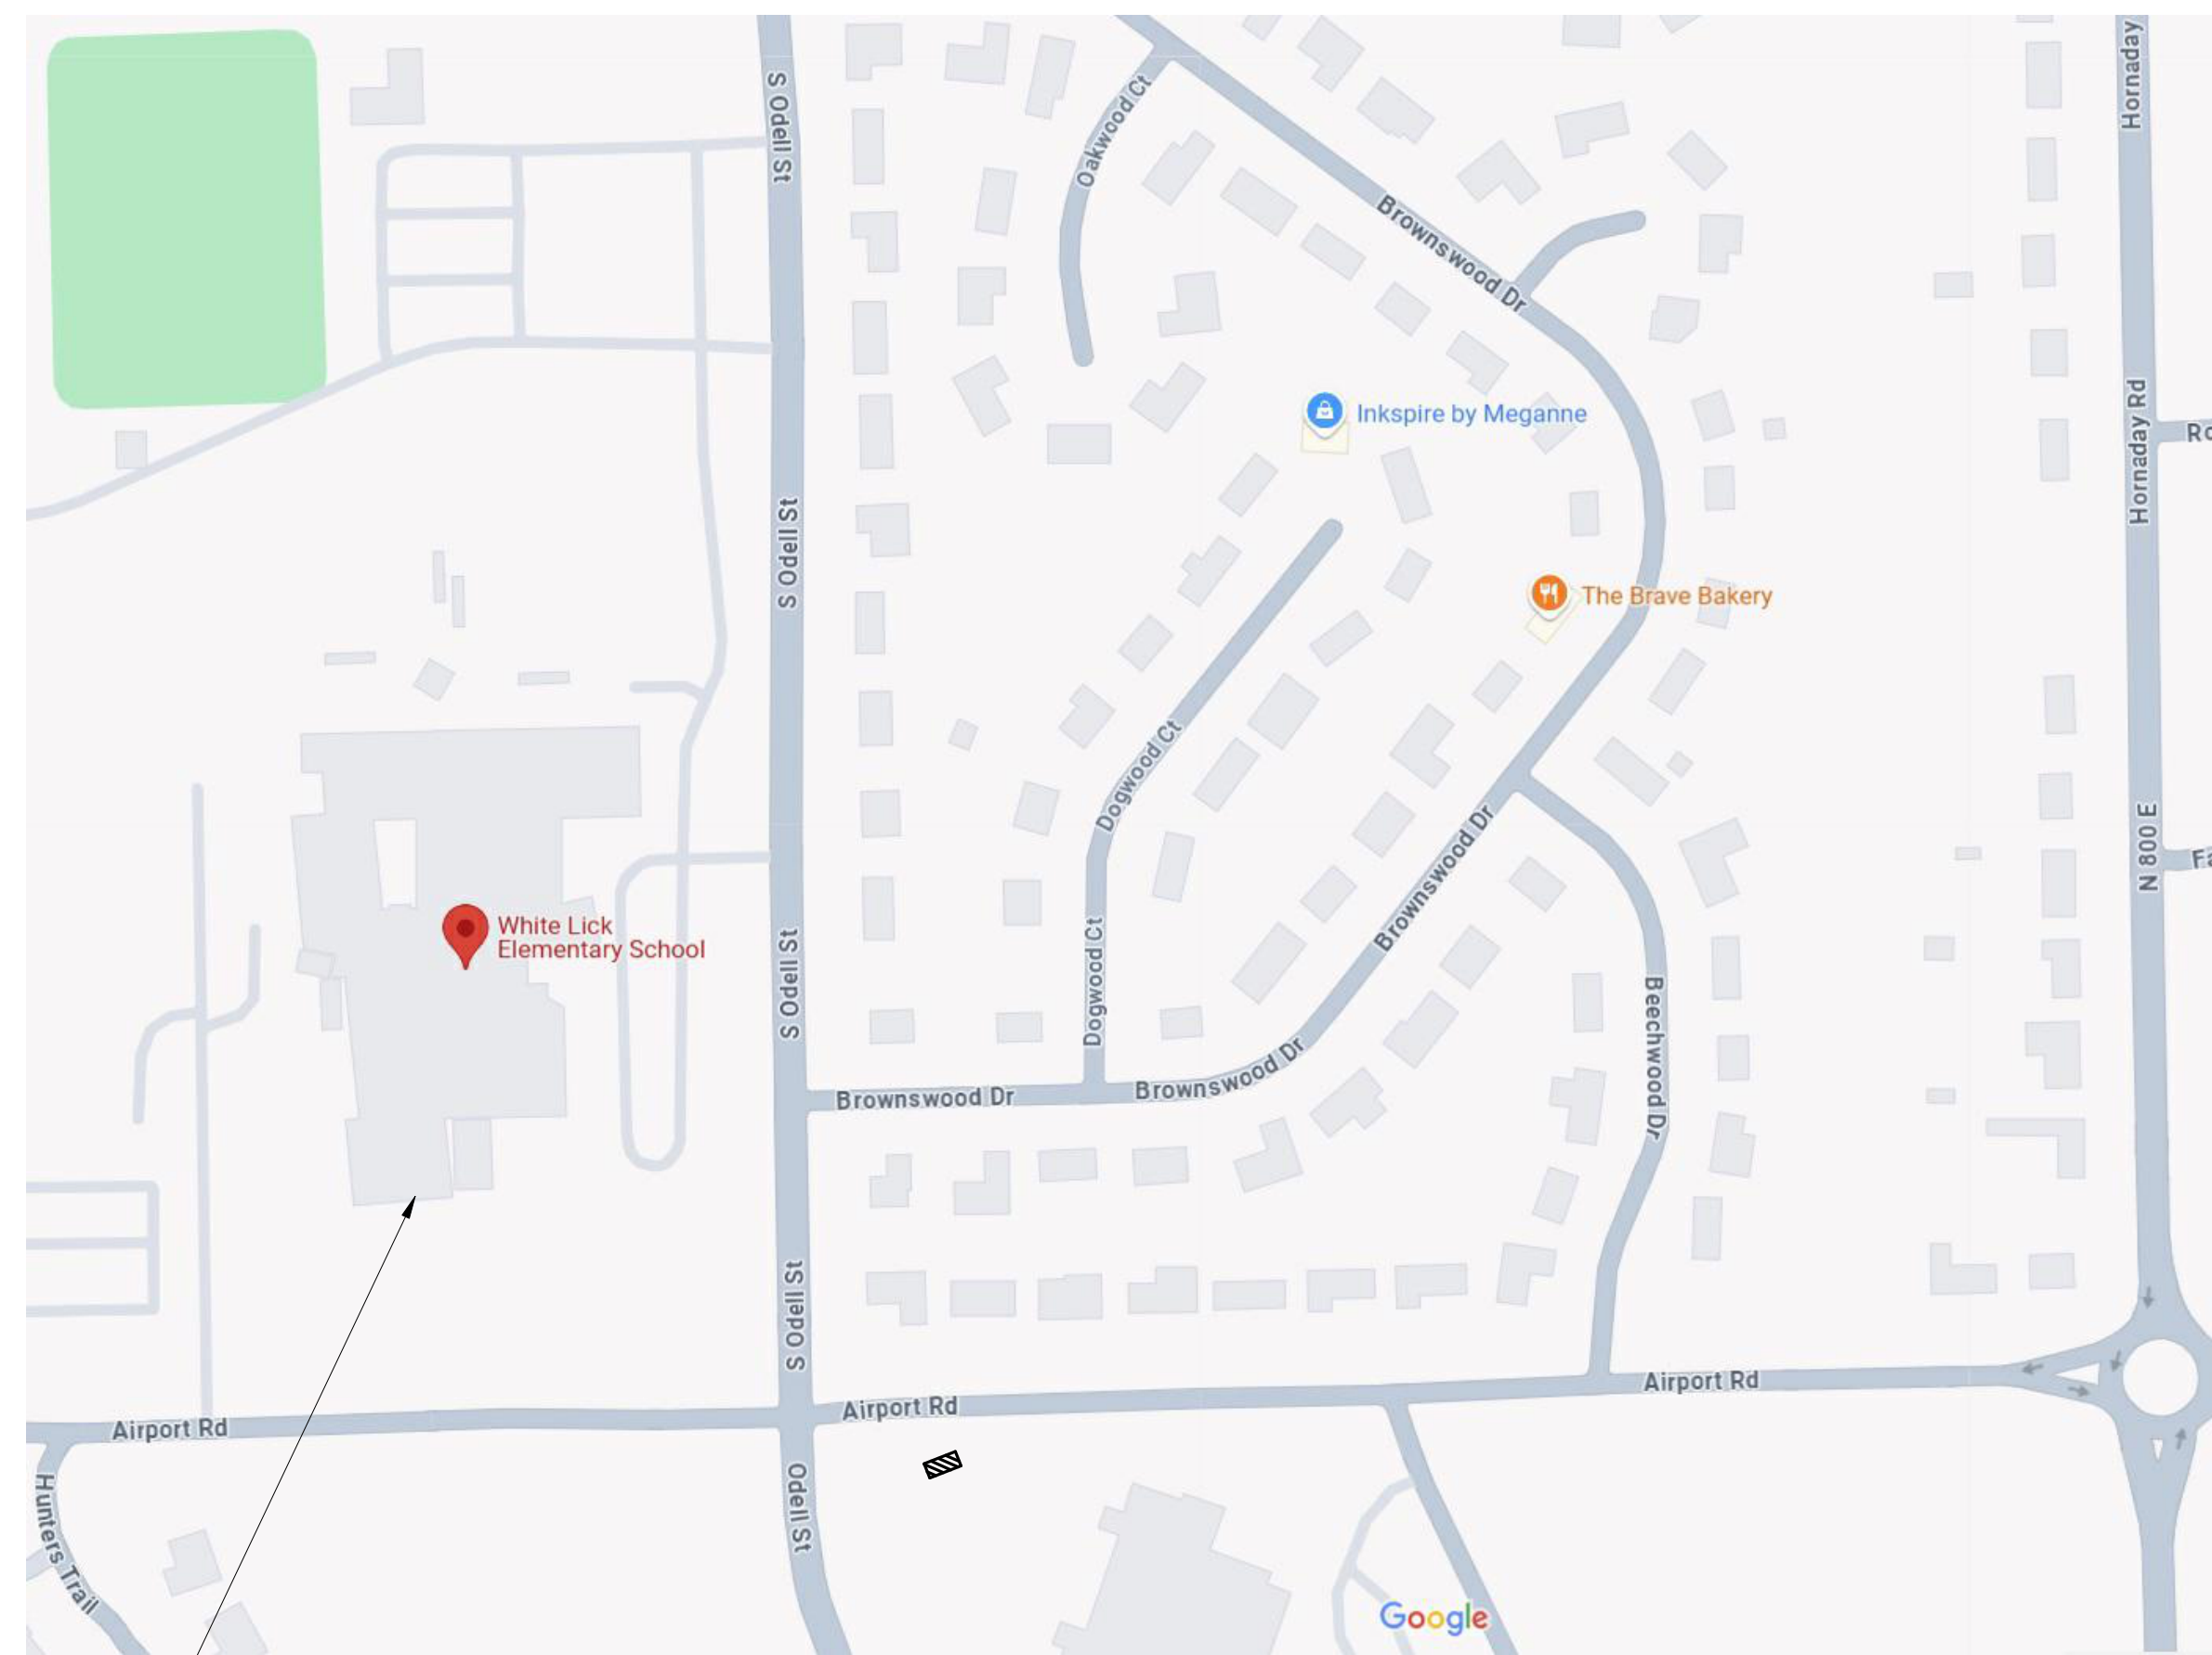 Hornaday
S Odell St
Oakwood Ct
Brownswood Dr
Inkspire by Meganne
Hornaday Rd
S Odell St
The Brave Bakery
Dogwood Ct
Brownswood Dr
N 800 E
White Lick
Elementary School
S Odell St
Dogwood Ct
Beechwood Dr
Brownswood Dr
Brownswood Dr
S Odell St
Airport Rd
Airport Rd
Airport Rd
Hunters Trail
Odell St
Google